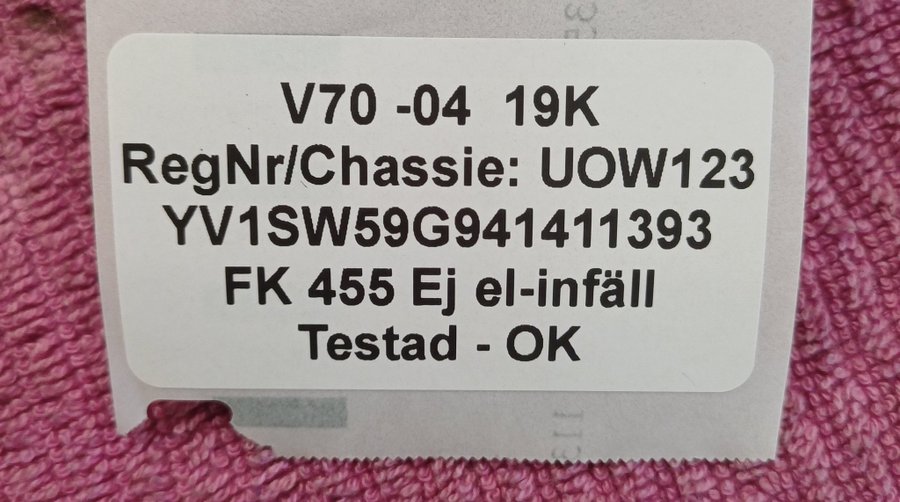 V70 -04 19K
RegNr/Chassie: UOW123
YV1SW59G941411393
FK 455 Ej el-infäll
Testad - OK